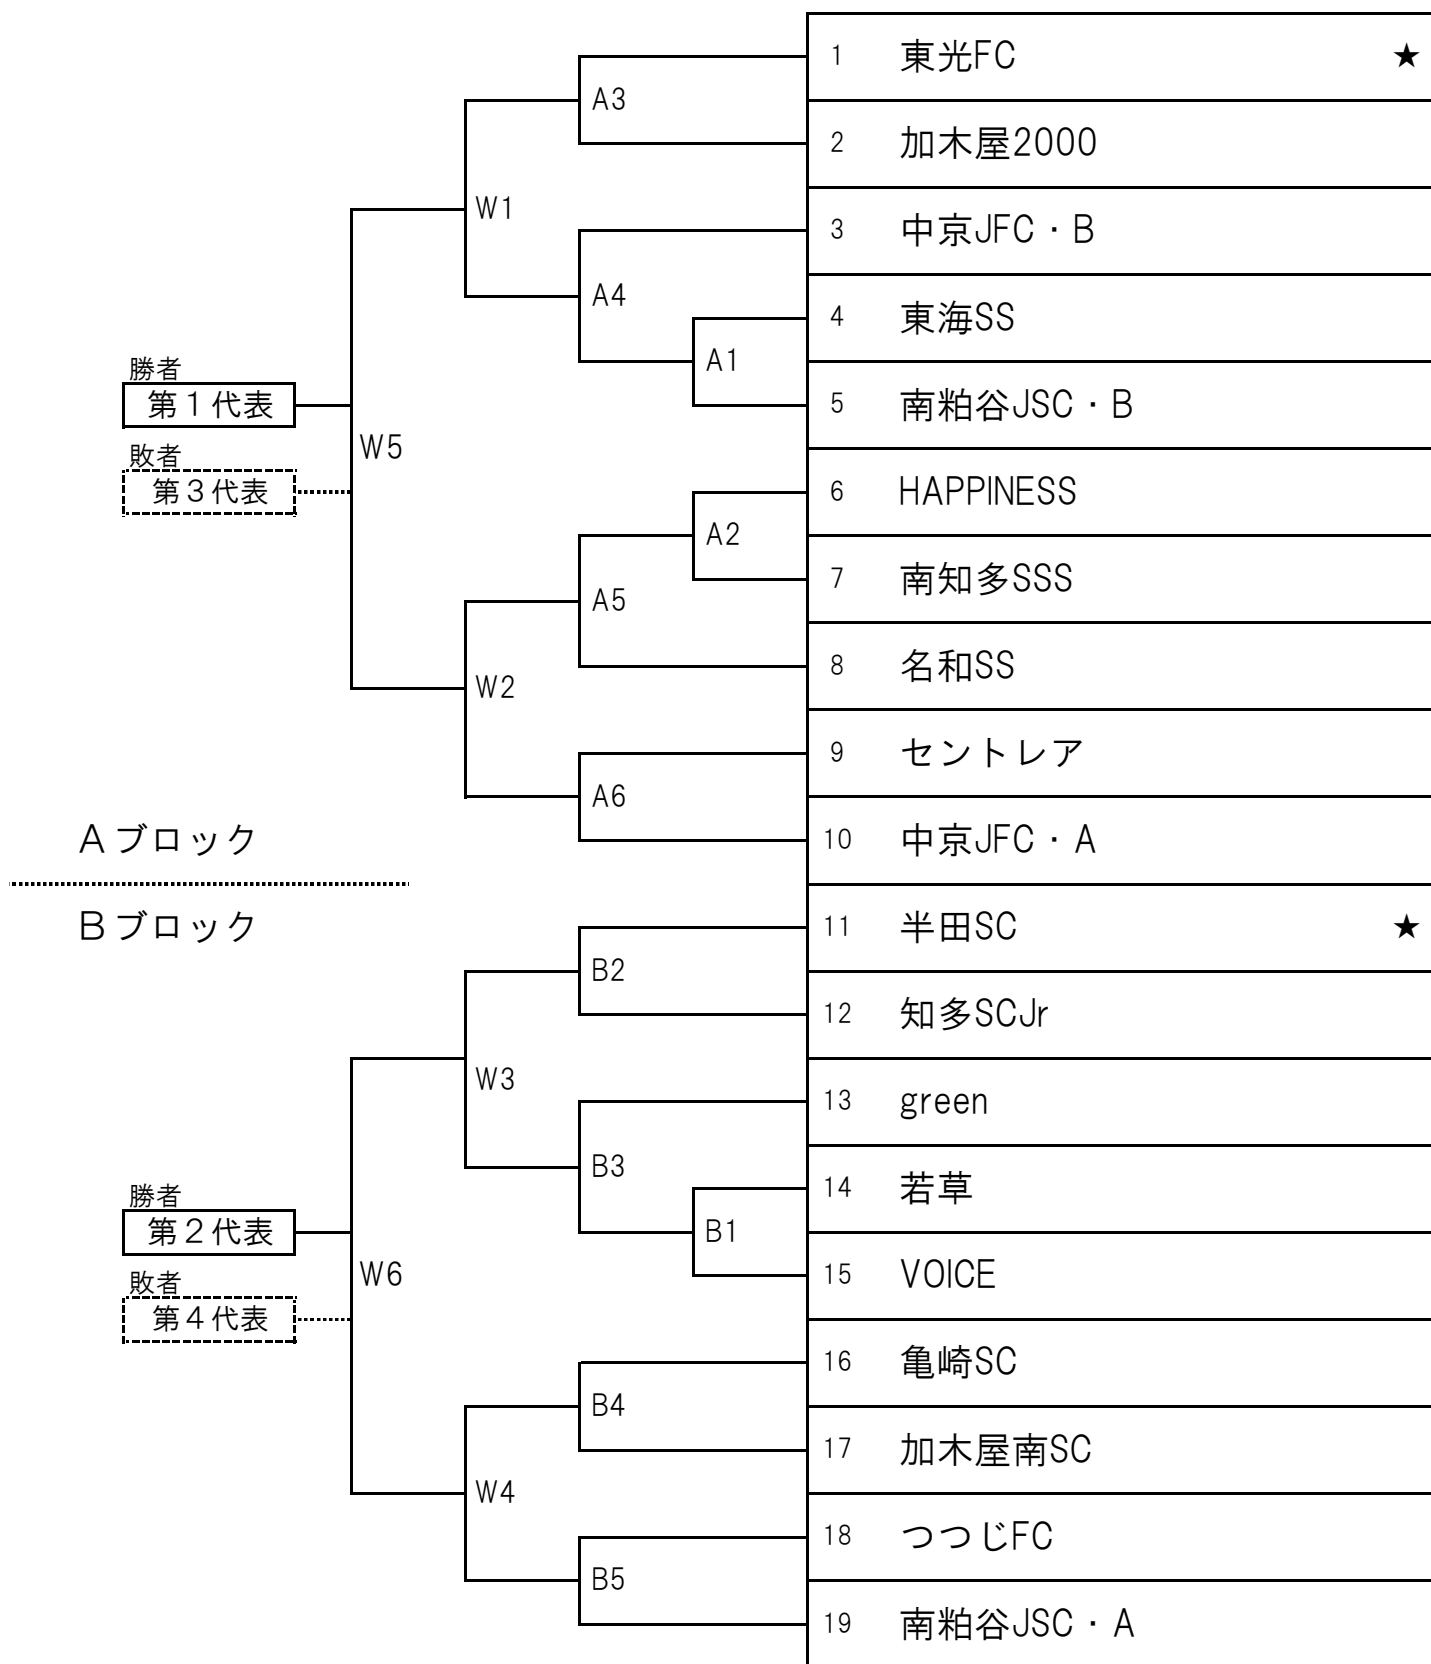 1 東光FC ★
A3
2 加木屋2000
W1
3 中京JFC・B
A4
4 東海SS
A1
勝者
第１代表
5 南粕谷JSC・B
W5
敗者
第３代表
6 HAPPINESS
A2
7 南知多SSS
A5
8 名和SS
W2
9 セントレア
A6
Ａブロック
10 中京JFC・A
Ｂブロック
11 半田SC ★
B2
12 知多SCJr
W3
13 green
B3
14 若草
勝者
第２代表
B1
15 VOICE
W6
敗者
第４代表
16 亀崎SC
B4
17 加木屋南SC
W4
18 つつじFC
B5
19 南粕谷JSC・A